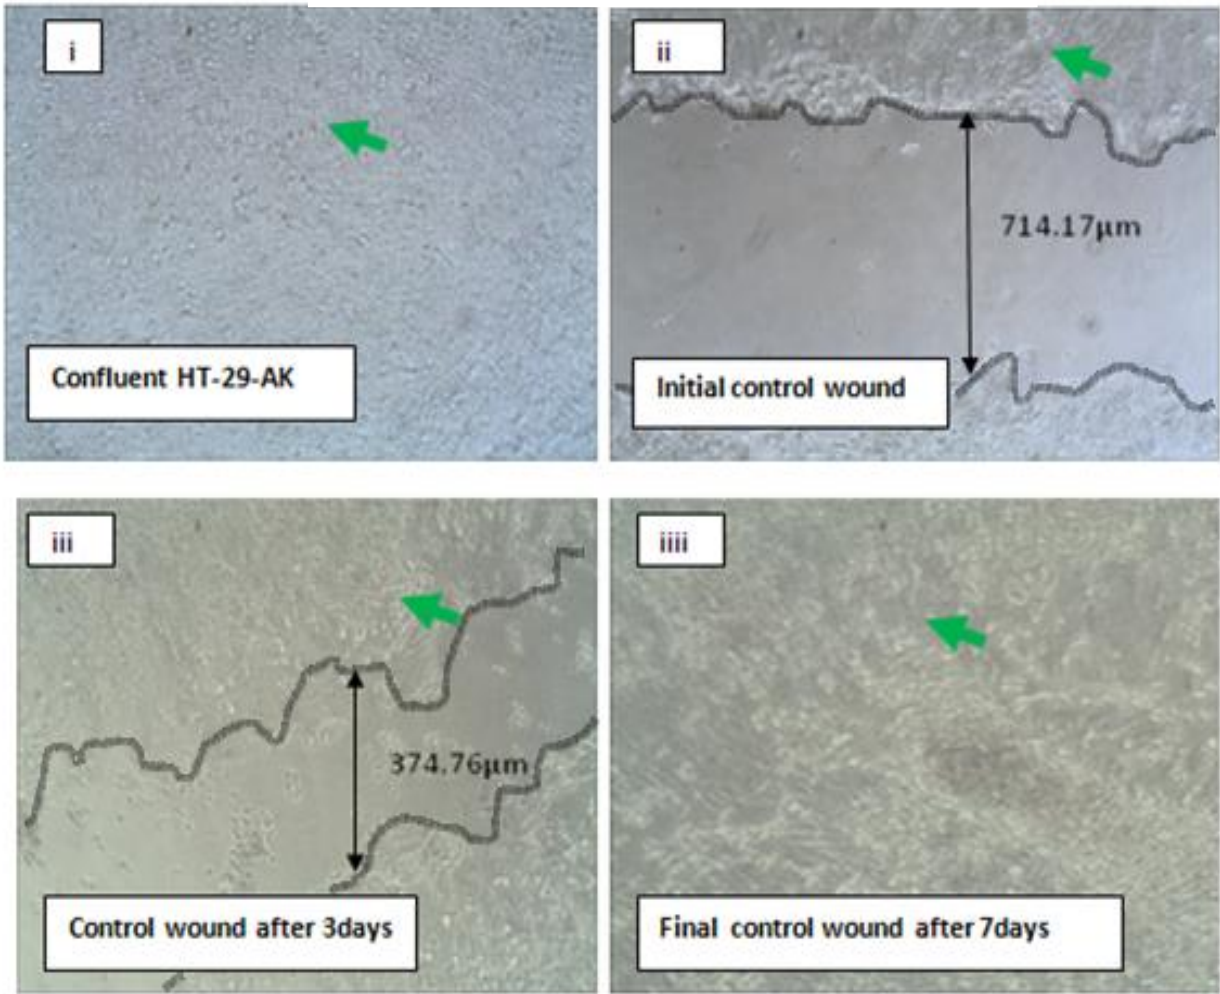 i
Confluent HT-29-AK
ii
714.17µm
Initial control wound
iii
374.76µm
Control wound after 3days
iiii
Final control wound after 7days